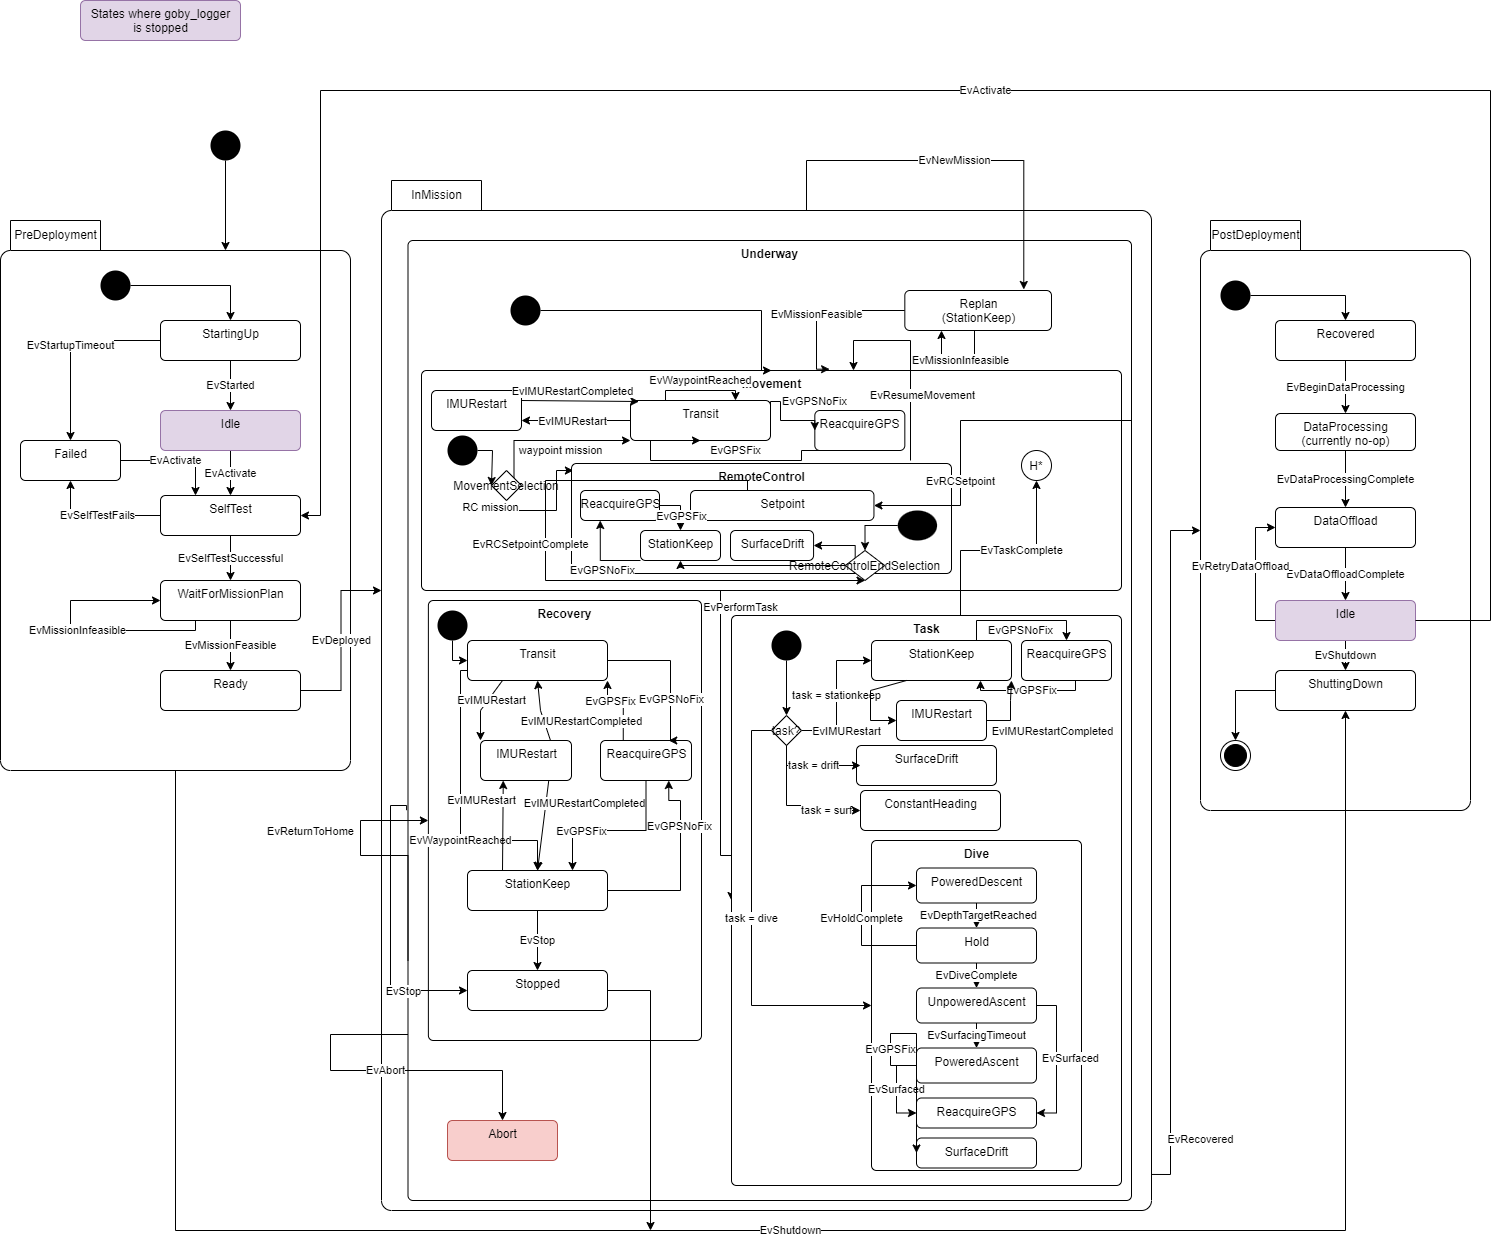 States where goby_logger
is stopped
EvActivate
EvNewMission
InMission
PreDeployment
PostDeployment
Underway
StartingUp
EvStartupTimeout
EvStarted
Idle
Failed
EvActivate
EvActivate
SelfTest
EvSelfTestFails
EvSelfTestSuccessful
WaitForMissionPlan
EvMissionInfeasible
EvMissionFeasible
Ready
EvDeployed
Replan
(StationKeep)
EvMissionFeasible
EvMissionInfeasible
EvResumeMovement
ovement
EvWaypointReached
EvIMURestartCompleted
IMURestart
EvIMURestart
Transit
EvGPSNoFix
ReacquireGPS
EvGPSFix
waypoint mission
MovementSelection
RC mission
RemoteControl
ReacquireGPS
Setpoint
EvGPSFix
StationKeep
SurfaceDrift
EvRCSetpointComplete
EvGPSNoFix
RemoteControlEndSelection
EvRCSetpoint
H*
EvTaskComplete
EvPerformTask
Recovery
Transit
EvIMURestart
EvGPSFix
EvGPSNoFix
EvIMURestartCompleted
IMURestart
ReacquireGPS
EvIMURestart
EvIMURestartCompleted
EvGPSFix
EvGPSNoFix
EvWaypointReached
StationKeep
EvStop
Stopped
EvReturnToHome
EvStop
EvAbort
Abort
Task
EvGPSNoFix
StationKeep
ReacquireGPS
task = stationkeep
EvGPSFix
IMURestart
task?
EvIMURestart
EvIMURestartCompleted
SurfaceDrift
task = drift
ConstantHeading
task = surf
task = dive
Dive
PoweredDescent
EvHoldComplete
EvDepthTargetReached
Hold
EvDiveComplete
UnpoweredAscent
EvSurfacingTimeout
EvGPSFix
PoweredAscent
EvSurfaced
EvSurfaced
ReacquireGPS
SurfaceDrift
Recovered
EvBeginDataProcessing
DataProcessing
(currently no-op)
EvDataProcessingComplete
DataOffload
EvRetryDataOffload
EvDataOffloadComplete
Idle
EvShutdown
ShuttingDown
EvRecovered
EvShutdown